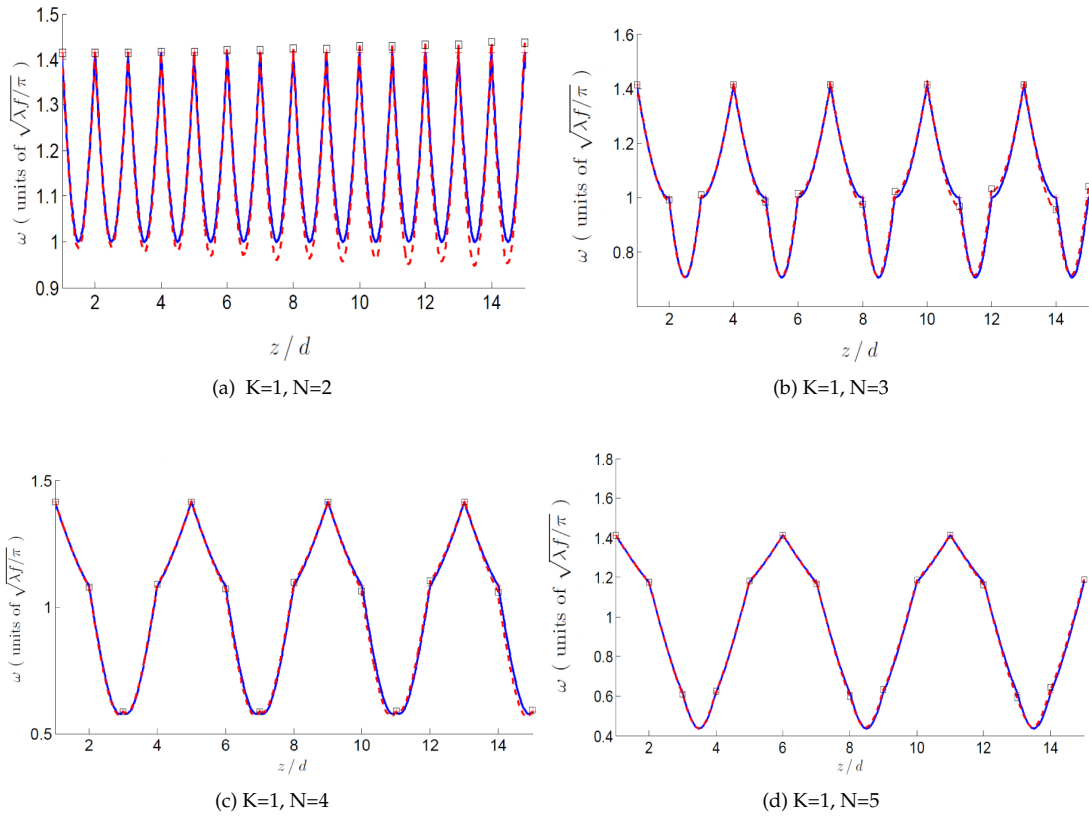 1.5
1.4
1.3
1.2
1.1
1
0.9
2 4 6 8 10 12 14
ω ( units of √λf/π )
z / d
(a) K=1, N=2
1.6
1.4
1.2
1
0.8
2 4 6 8 10 12 14
ω ( units of √λf/π )
z / d
(b) K=1, N=3
1.5
1
0.5
2 4 6 8 10 12 14
ω ( units of √λf/π )
z / d
(c) K=1, N=4
1.8
1.6
1.4
1.2
1
0.8
0.6
0.4
2 4 6 8 10 12 14
ω ( units of √λf/π )
z / d
(d) K=1, N=5